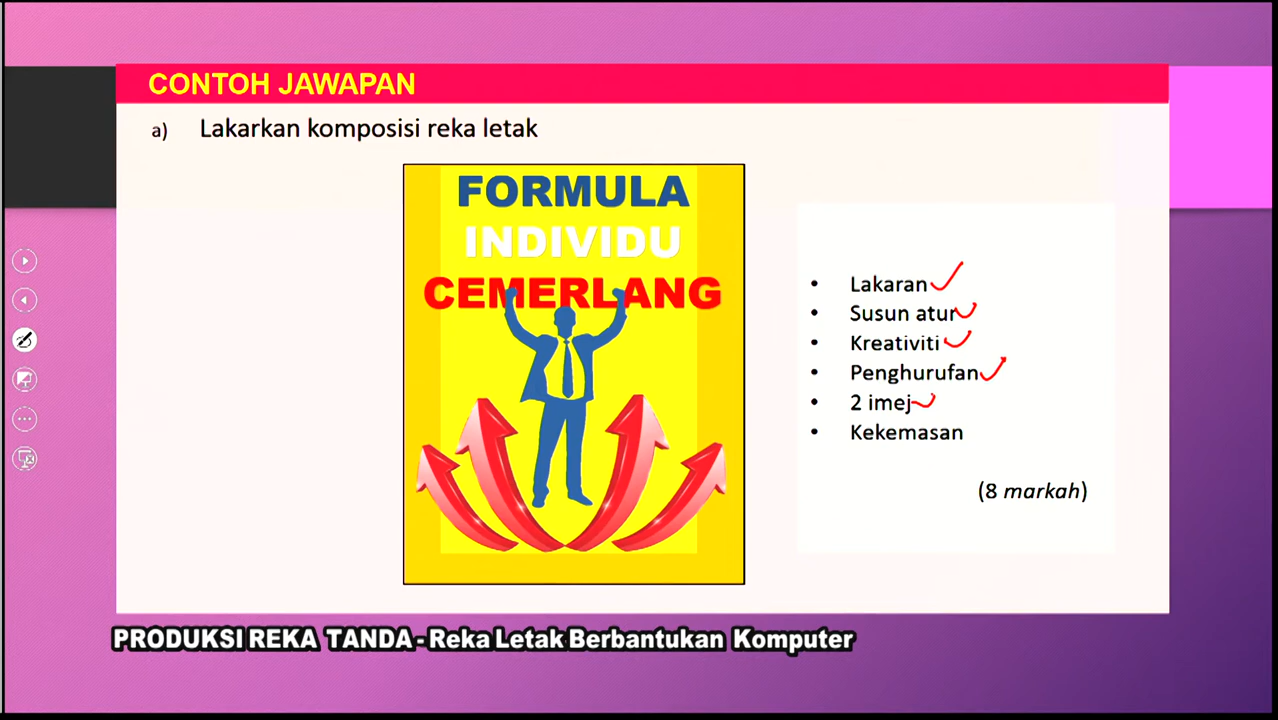 CONTOH JAWAPAN
a) Lakarkan komposisi reka letak
FORMULA
INDIVIDU
CEMERLANG
• Lakaran
• Susun atur
• Kreativiti
• Penghurufan
• 2 imej
• Kekemasan
(8 markah)
PRODUKSI REKA TANDA - Reka Letak Berbantukan Komputer